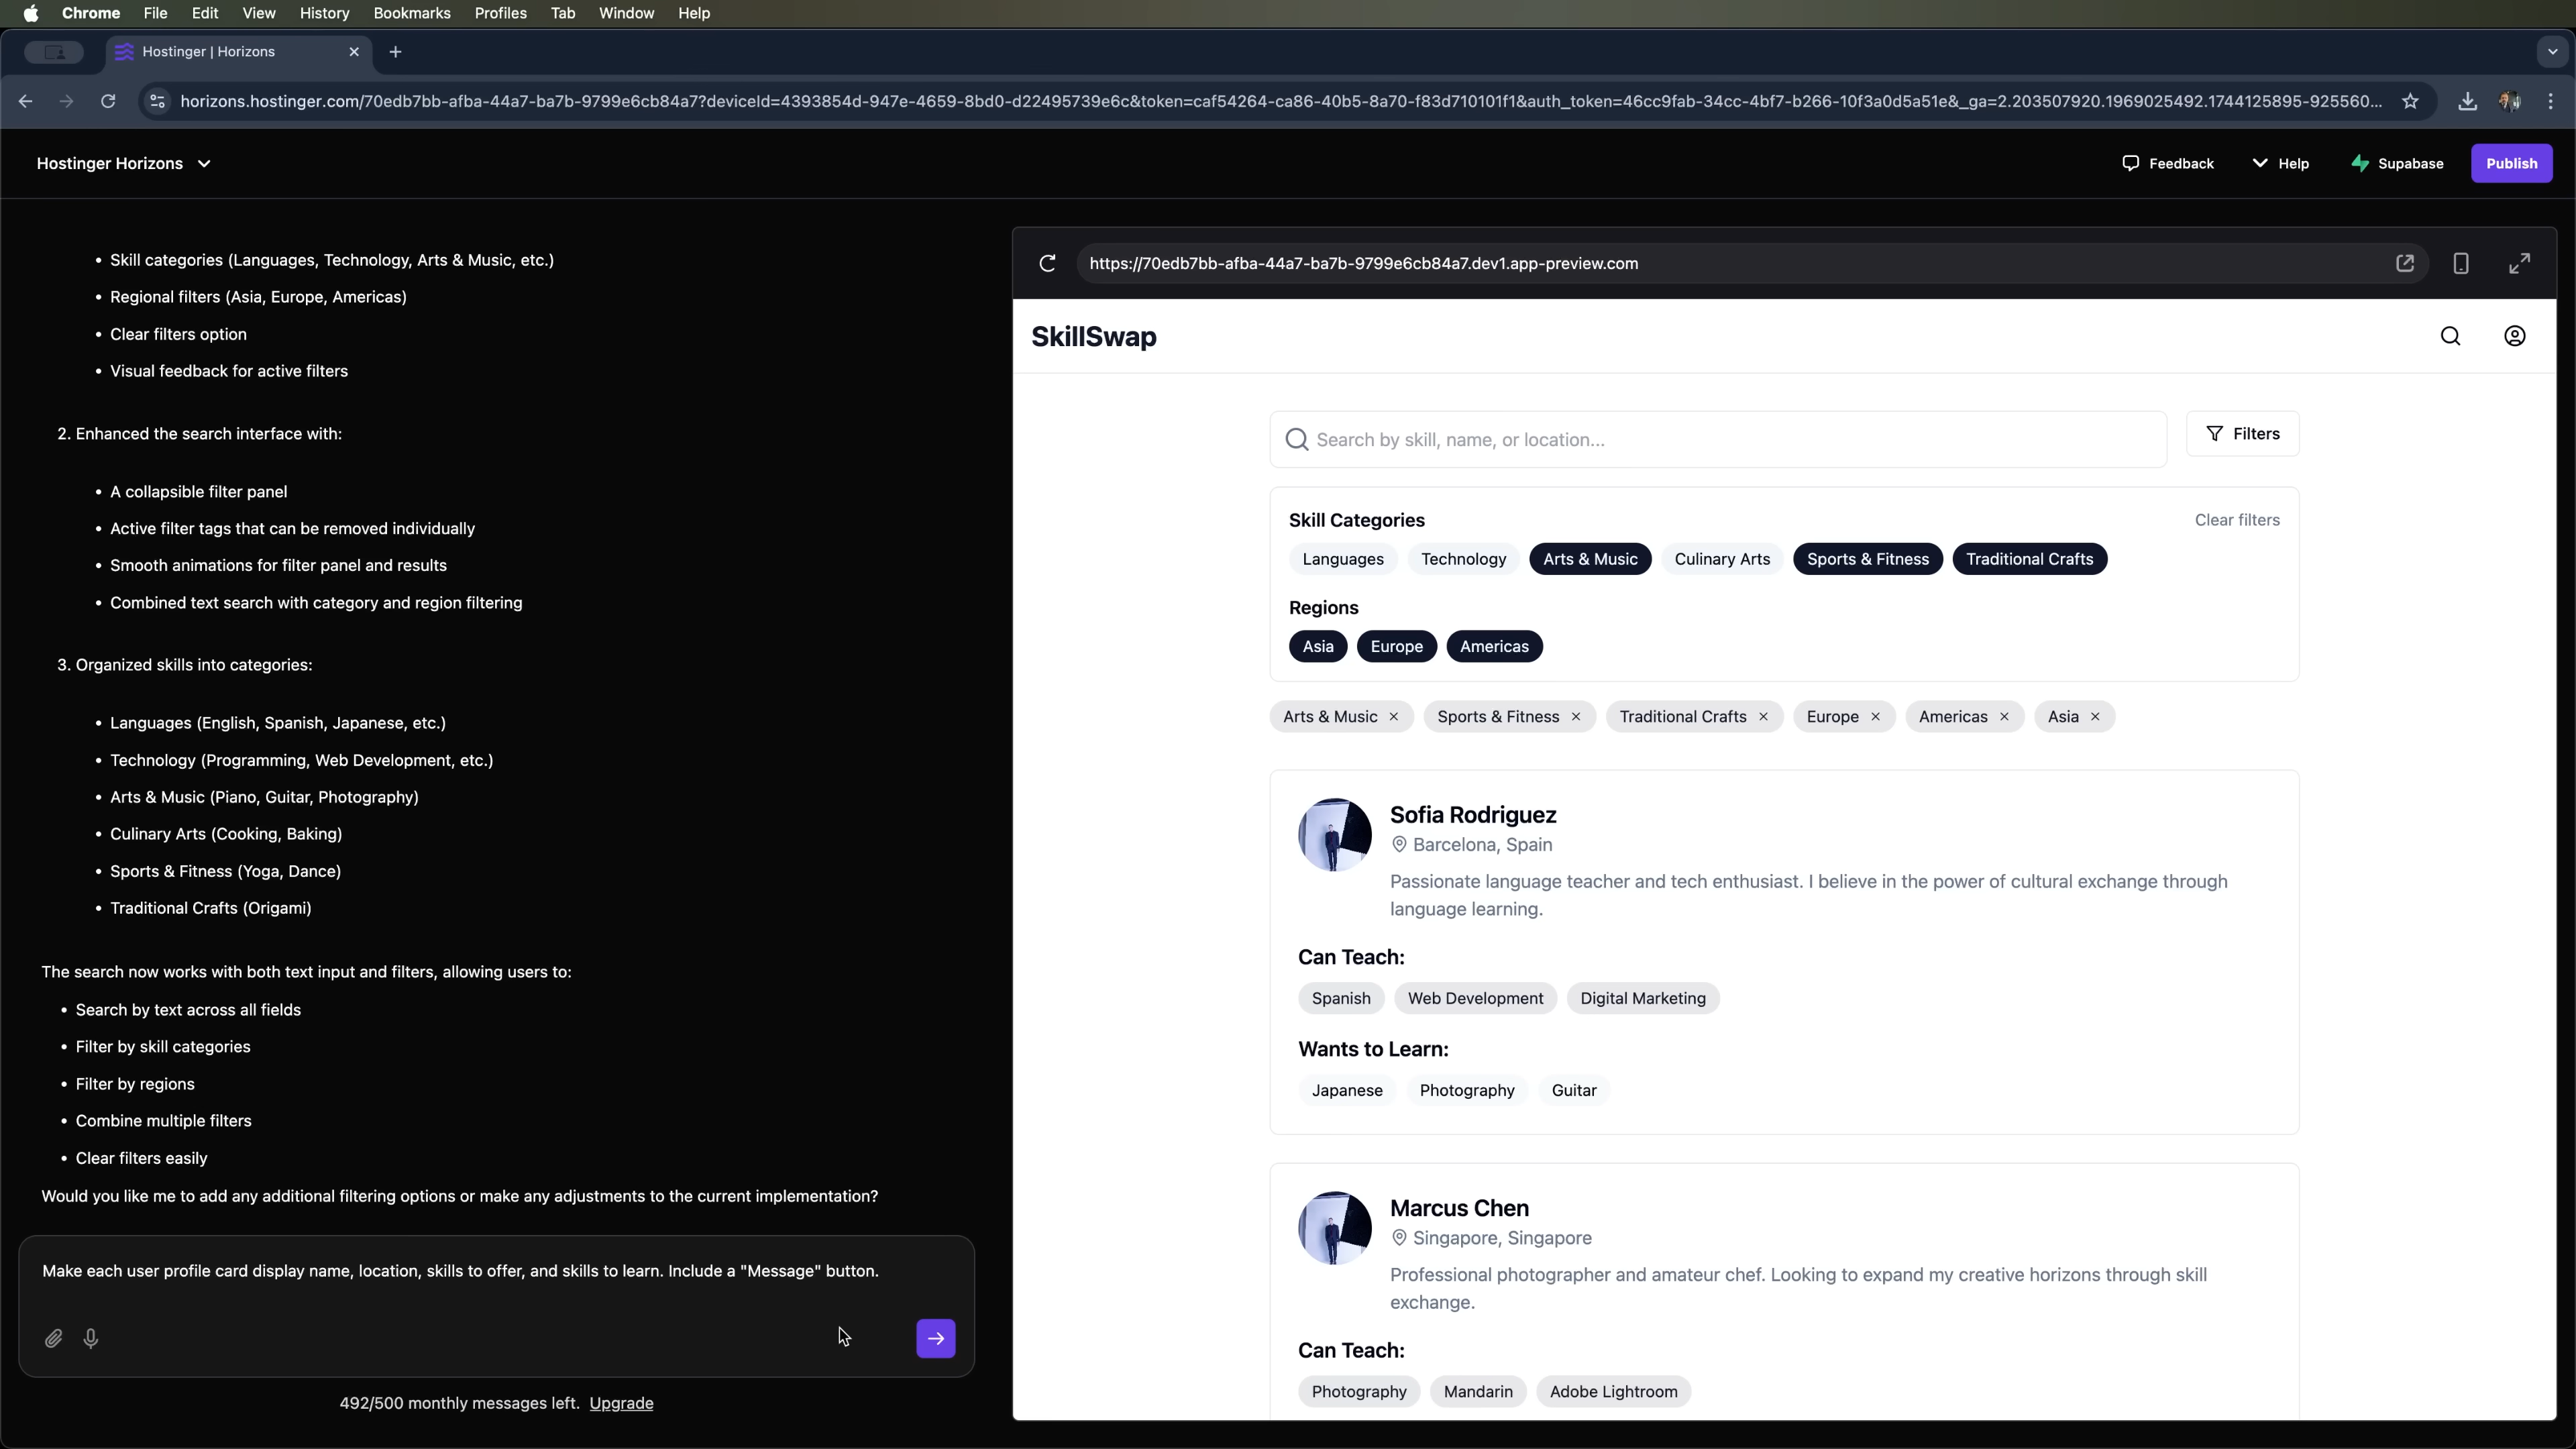 Chrome File Edit View History Bookmarks Profiles Tab Window Help
Hostinger | Horizons
horizons.hostinger.com/70edb7bb-afba-44a7-ba7b-9799e6cb84a7?deviceId=4393854d-947e-4659-8bd0-d22495739e6c&token=caf54264-ca86-40b5-8a70-f83d710101f1&auth_token=46cc9fab-34cc-4bf7-b266-10f3a0d5a51e&_ga=2.203507920.1969025492.1744125895-925560...
Hostinger Horizons
Feedback Help Supabase Publish
• Skill categories (Languages, Technology, Arts & Music, etc.)
• Regional filters (Asia, Europe, Americas)
• Clear filters option
• Visual feedback for active filters
2. Enhanced the search interface with:
• A collapsible filter panel
• Active filter tags that can be removed individually
• Smooth animations for filter panel and results
• Combined text search with category and region filtering
3. Organized skills into categories:
• Languages (English, Spanish, Japanese, etc.)
• Technology (Programming, Web Development, etc.)
• Arts & Music (Piano, Guitar, Photography)
• Culinary Arts (Cooking, Baking)
• Sports & Fitness (Yoga, Dance)
• Traditional Crafts (Origami)
The search now works with both text input and filters, allowing users to:
• Search by text across all fields
• Filter by skill categories
• Filter by regions
• Combine multiple filters
• Clear filters easily
Would you like me to add any additional filtering options or make any adjustments to the current implementation?
Make each user profile card display name, location, skills to offer, and skills to learn. Include a "Message" button.
492/500 monthly messages left. Upgrade
https://70edb7bb-afba-44a7-ba7b-9799e6cb84a7.dev1.app-preview.com
SkillSwap
Search by skill, name, or location...
Filters
Skill Categories
Clear filters
Languages Technology Arts & Music Culinary Arts Sports & Fitness Traditional Crafts
Regions
Asia Europe Americas
Arts & Music × Sports & Fitness × Traditional Crafts × Europe × Americas × Asia ×
Sofia Rodriguez
Barcelona, Spain
Passionate language teacher and tech enthusiast. I believe in the power of cultural exchange through
language learning.
Can Teach:
Spanish Web Development Digital Marketing
Wants to Learn:
Japanese Photography Guitar
Marcus Chen
Singapore, Singapore
Professional photographer and amateur chef. Looking to expand my creative horizons through skill
exchange.
Can Teach:
Photography Mandarin Adobe Lightroom